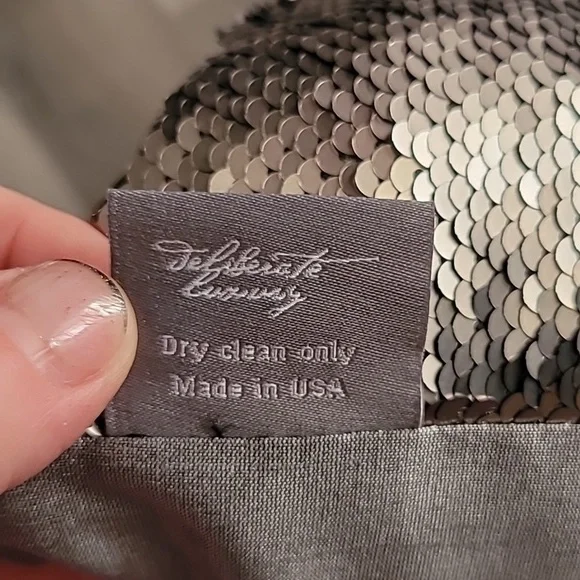 Deliberate
Luxury
Dry clean only
Made in USA